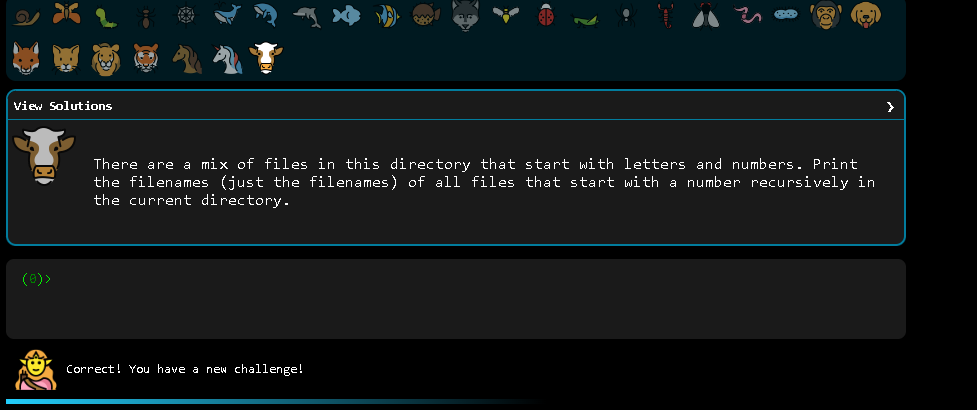 View Solutions ❯
There are a mix of files in this directory that start with letters and numbers. Print
the filenames (just the filenames) of all files that start with a number recursively in
the current directory.
(0)>
Correct! You have a new challenge!